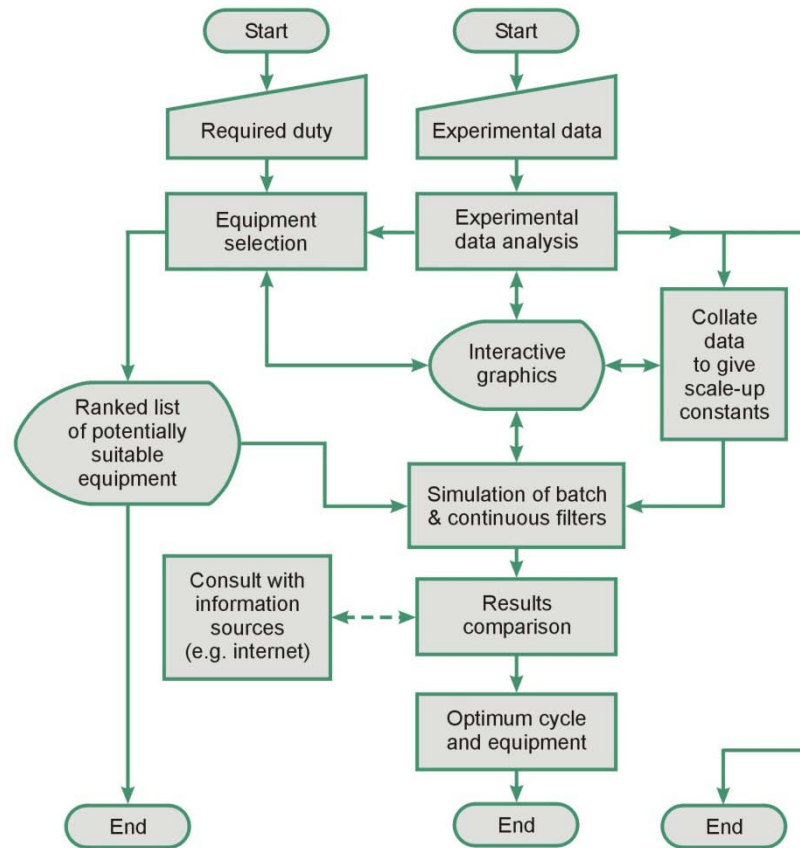 Start
Start
Required duty
Experimental data
Equipment
selection
Experimental
data analysis
Collate
data
to give
scale-up
constants
Interactive
graphics
Ranked list
of potentially
suitable
equipment
Simulation of batch
& continuous filters
Consult with
information
sources
(e.g. internet)
Results
comparison
Optimum cycle
and equipment
End
End
End